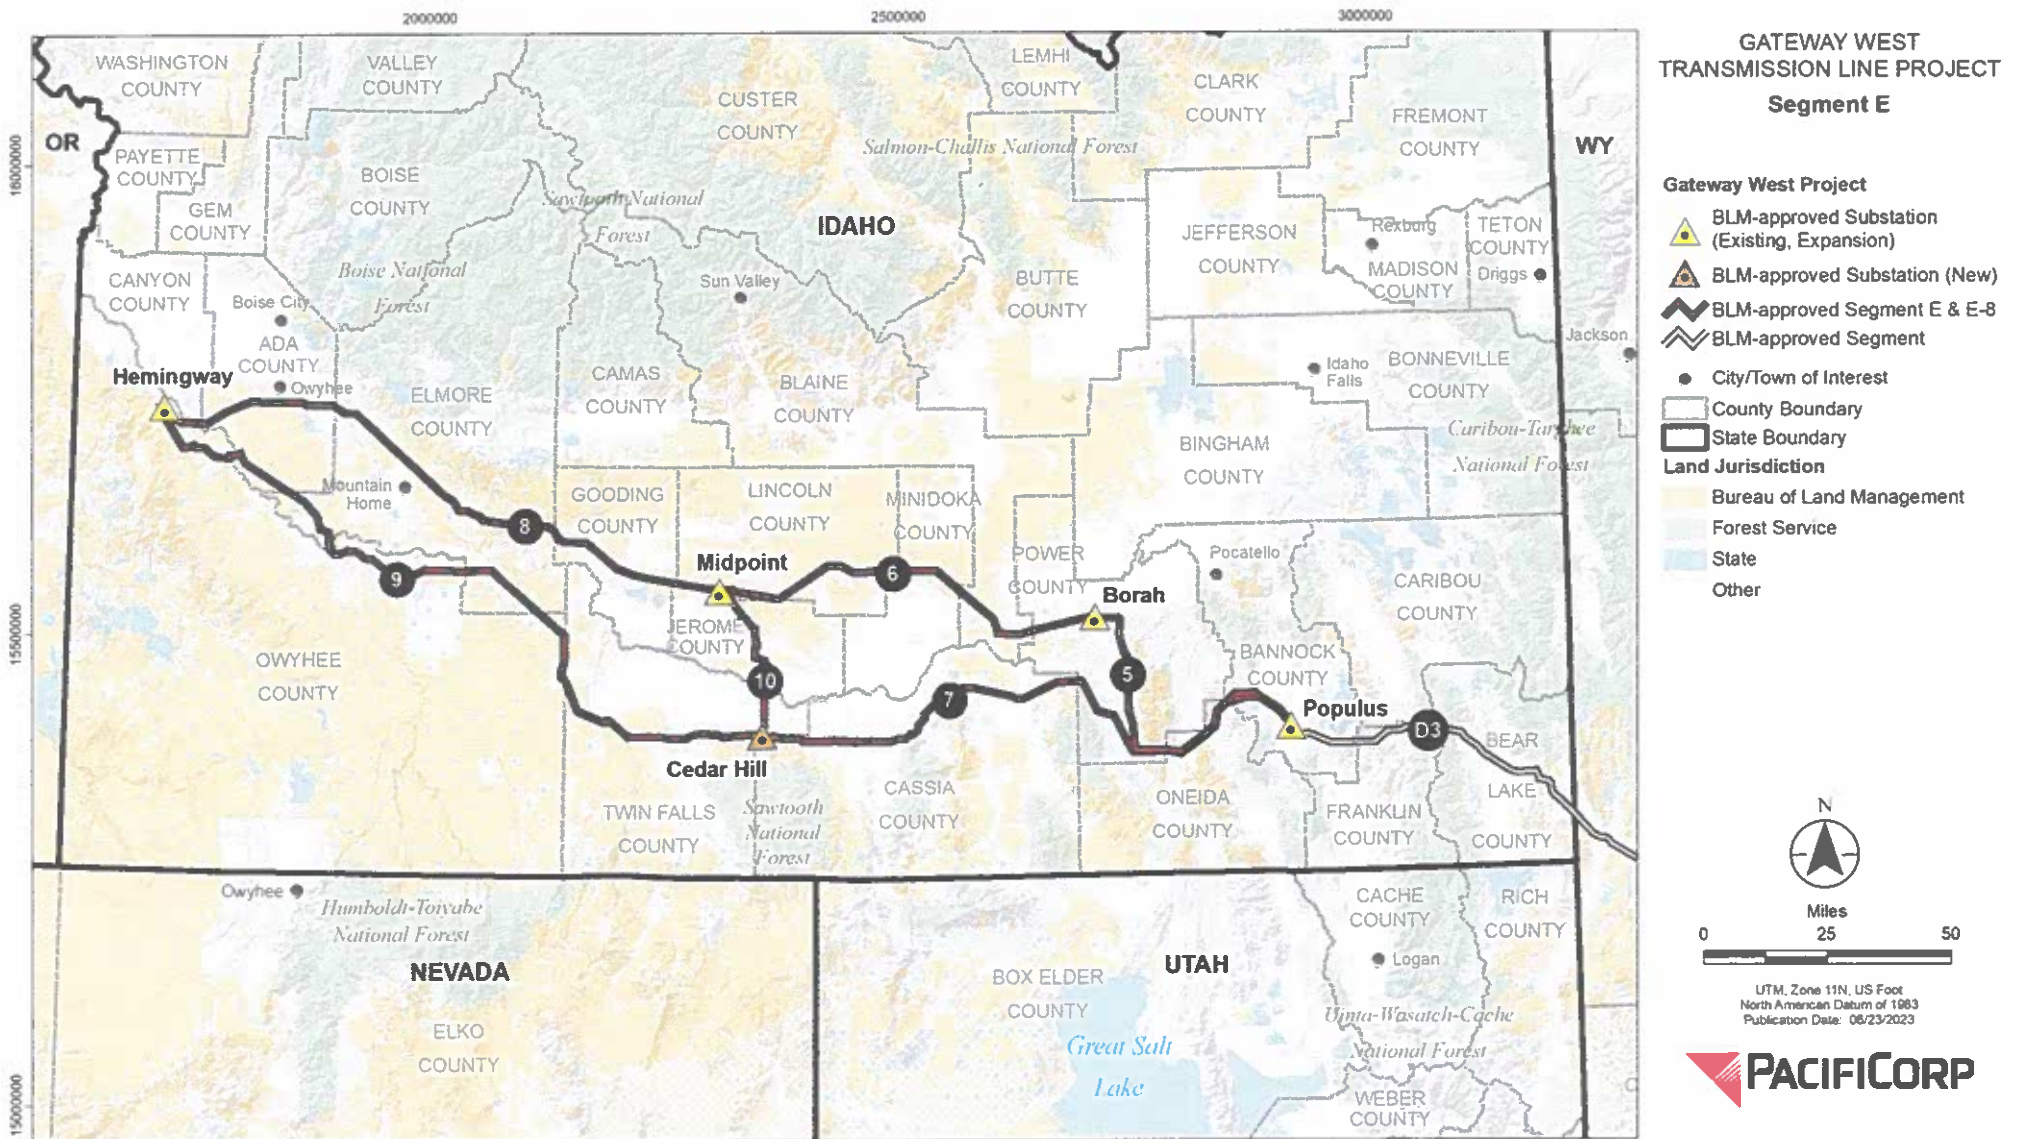 2000000
2500000
3000000
1600000
1550000
1500000
WASHINGTON
COUNTY
VALLEY
COUNTY
CUSTER
COUNTY
LEMHI
COUNTY
CLARK
COUNTY
FREMONT
COUNTY
OR
WY
PAYETTE
COUNTY
GEM
COUNTY
BOISE
COUNTY
Salmon-Challis National Forest
Sawtooth National
Forest
IDAHO
JEFFERSON
COUNTY
Rexburg
TETON
COUNTY
MADISON
COUNTY
Driggs
CANYON
COUNTY
Boise City
Boise National
Forest
Sun Valley
BUTTE
COUNTY
ADA
COUNTY
Jackson
Hemingway
Owyhee
ELMORE
COUNTY
CAMAS
COUNTY
BLAINE
COUNTY
Idaho
Falls
BONNEVILLE
COUNTY
Caribou-Targhee
National Forest
BINGHAM
COUNTY
Mountain
Home
GOODING
COUNTY
LINCOLN
COUNTY
MINIDOKA
COUNTY
8
Midpoint
6
POWER
COUNTY
Pocatello
9
Borah
CARIBOU
COUNTY
JEROME
COUNTY
OWYHEE
COUNTY
10
7
5
BANNOCK
COUNTY
Populus
D3
BEAR
LAKE
COUNTY
Cedar Hill
TWIN FALLS
COUNTY
Sawtooth
National
Forest
CASSIA
COUNTY
ONEIDA
COUNTY
FRANKLIN
COUNTY
Owyhee
Humboldt-Toiyabe
National Forest
NEVADA
ELKO
COUNTY
BOX ELDER
COUNTY
UTAH
CACHE
COUNTY
RICH
COUNTY
Logan
Great Salt
Lake
Uinta-Wasatch-Cache
National Forest
WEBER
COUNTY
GATEWAY WEST
TRANSMISSION LINE PROJECT
Segment E
Gateway West Project
BLM-approved Substation
(Existing, Expansion)
BLM-approved Substation (New)
BLM-approved Segment E & E-8
BLM-approved Segment
City/Town of Interest
County Boundary
State Boundary
Land Jurisdiction
Bureau of Land Management
Forest Service
State
Other
N
Miles
0 25 50
UTM, Zone 11N, US Foot
North American Datum of 1983
Publication Date: 06/23/2023
PACIFICORP